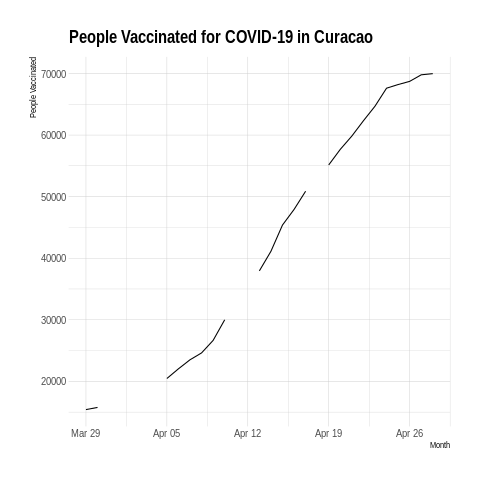 People Vaccinated for COVID-19 in Curacao
People Vaccinated
70000
60000
50000
40000
30000
20000
Mar 29 Apr 05 Apr 12 Apr 19 Apr 26
Month